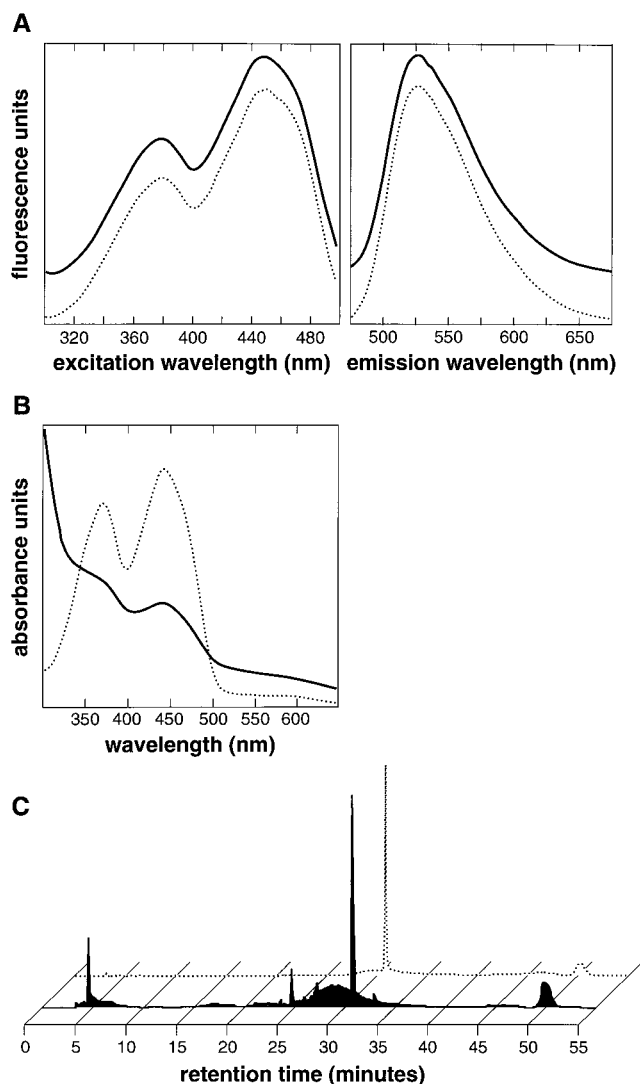 A
fluorescence units
320 360 400 440 480
500 550 600 650
excitation wavelength (nm)
emission wavelength (nm)
B
absorbance units
350 400 450 500 550 600
wavelength (nm)
C
0 5 10 15 20 25 30 35 40 45 50 55
retention time (minutes)